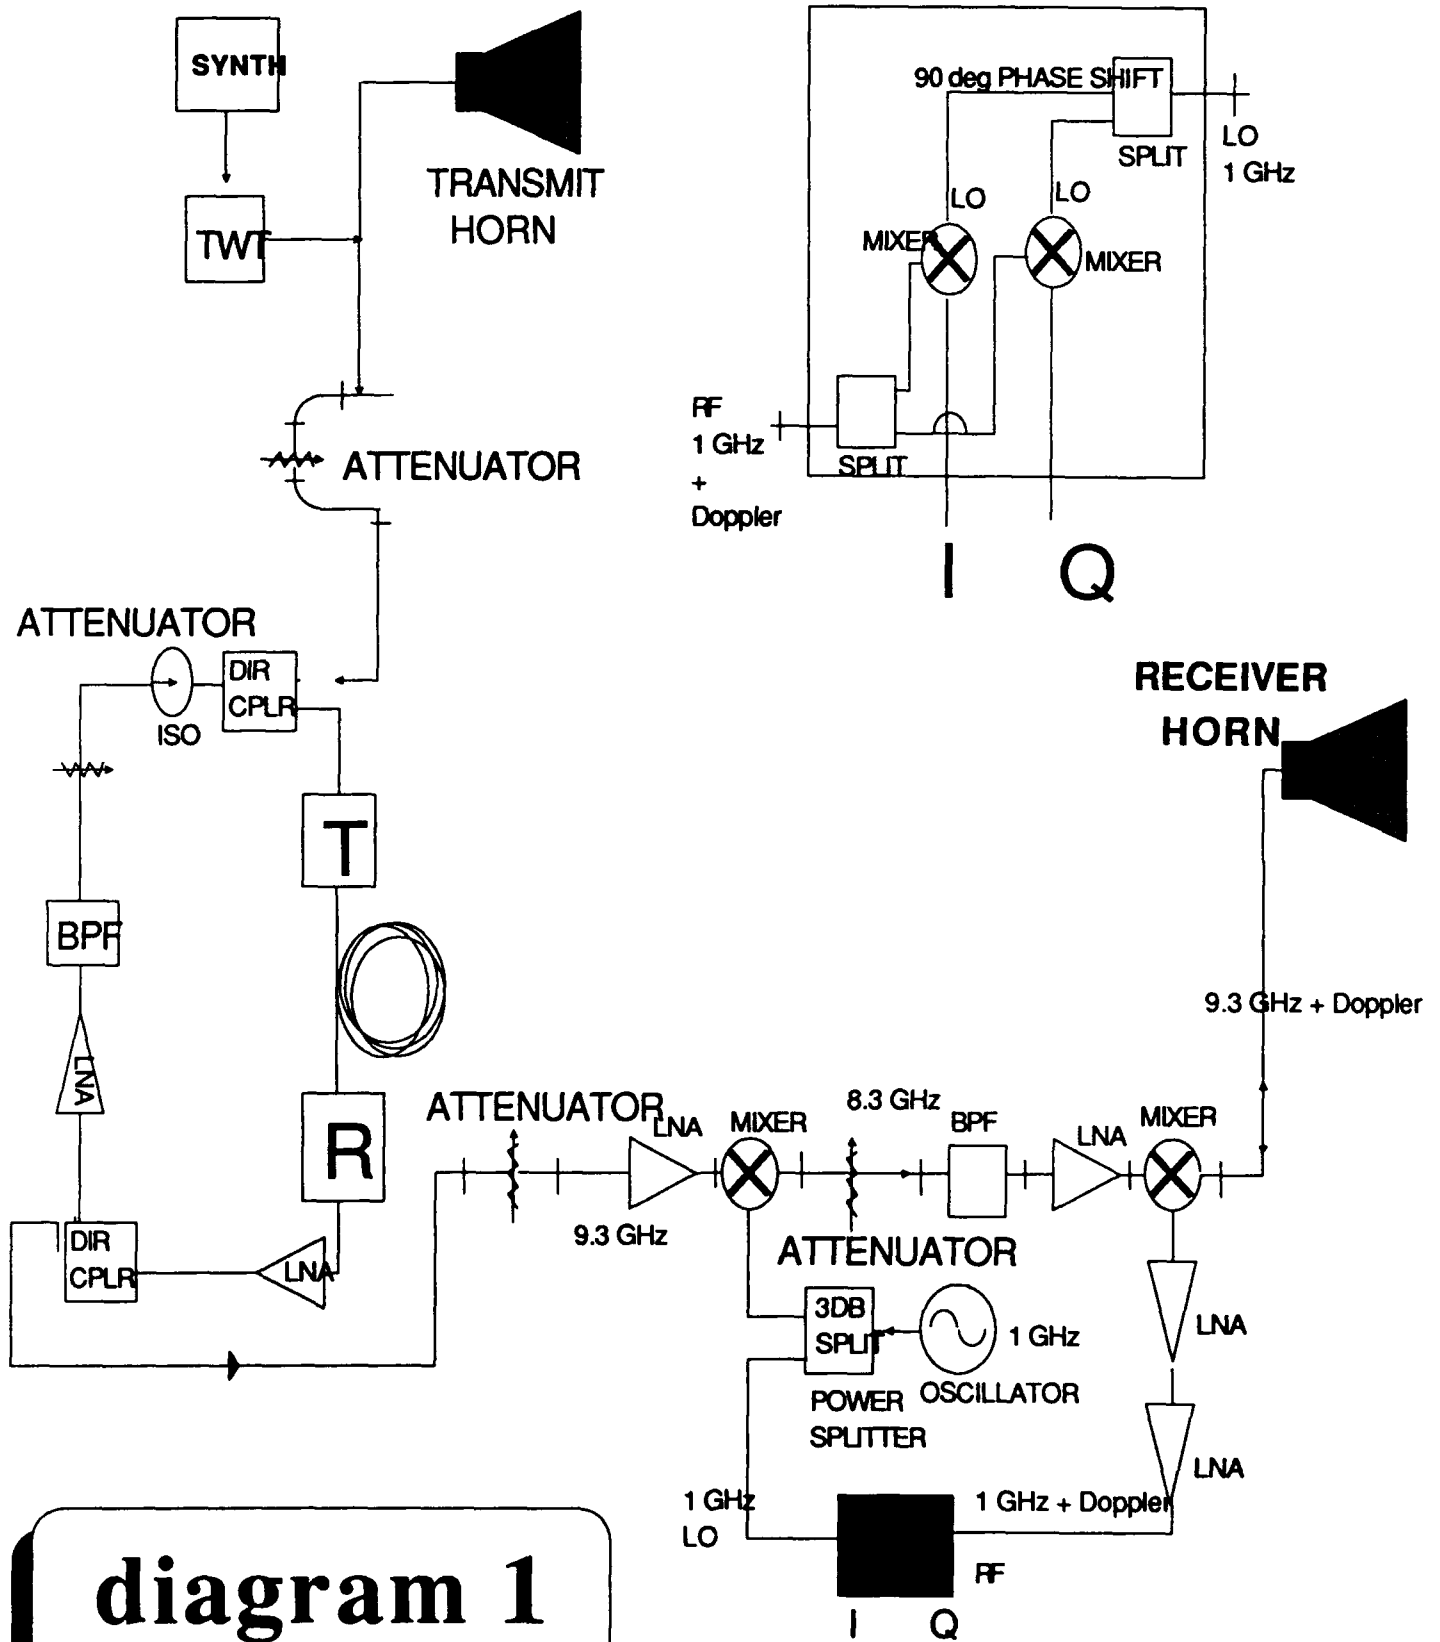 SYNTH
TWT
TRANSMIT
HORN
90 deg PHASE SHIFT
SPLIT
LO
1 GHz
LO
LO
MIXER
MIXER
RF
1 GHz
+
Doppler
SPLIT
I
Q
ATTENUATOR
ATTENUATOR
DIR
CPLR
ISO
T
BPF
LNA
R
DIR
CPLR
LNA
RECEIVER
HORN
9.3 GHz + Doppler
ATTENUATOR
LNA
MIXER
8.3 GHz
BPF
LNA
MIXER
9.3 GHz
ATTENUATOR
3DB
SPLIT
1 GHz
POWER
SPLITTER
OSCILLATOR
LNA
LNA
1 GHz
LO
1 GHz + Doppler
RF
I
Q
diagram 1